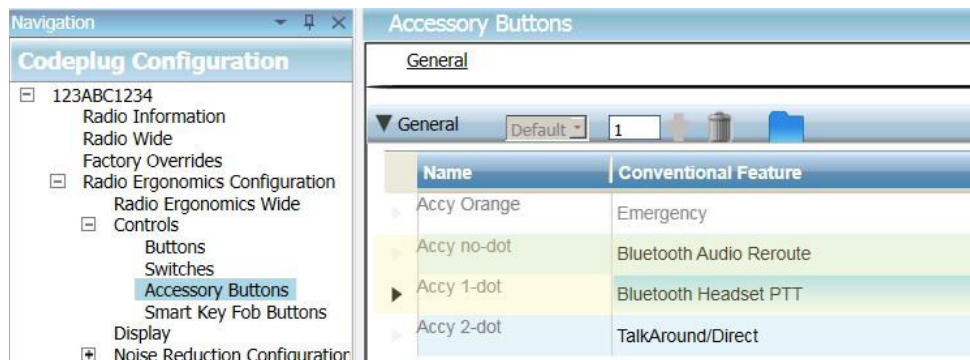 Navigation
Codeplug Configuration
123ABC1234
Radio Information
Radio Wide
Factory Overrides
Radio Ergonomics Configuration
Radio Ergonomics Wide
Controls
Buttons
Switches
Accessory Buttons
Smart Key Fob Buttons
Display
Noise Reduction Configuration
Accessory Buttons
General
General Default 1
Name Conventional Feature
Accy Orange Emergency
Accy no-dot Bluetooth Audio Reroute
Accy 1-dot Bluetooth Headset PTT
Accy 2-dot TalkAround/Direct